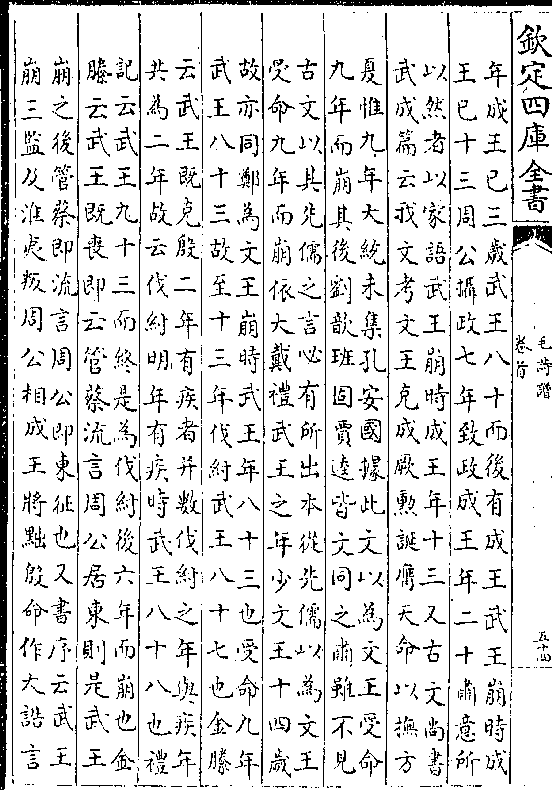 欽定四庫全書
毛詩譜
卷首
五十四
年成王已三歲武王八十而後有成王武王崩時成
王已十三周公攝政七年致政成王年二十肅意所
以然者以家語武王崩時成王年十三又古文尚書
武成篇云我文考文王克成厥勲誕膺天命以撫方
夏惟九年大統未集孔安國據此文以為文王受命
九年而崩其後劉歆班固賈逵皆文同之肅雖不見
古文以其先儒之言必有所出本從先儒以為文王
受命九年而崩依大戴禮武王之年少文王十四歲
故亦同鄭為文王崩時武王年八十三也受命九年
武王八十三故至十三年伐紂武王八十七也金縢
云武王既克殷二年有疾者并數伐紂之年與疾年
共為二年故云伐紂明年有疾時武王八十八也禮
記云武王九十三而終是為伐紂後六年而崩也金
縢云武王既喪即云管蔡流言周公居東則是武王
崩之後管蔡即流言周公即東征也又書序云武王
崩三監及淮夷叛周公相成王將黜殷命作大誥言